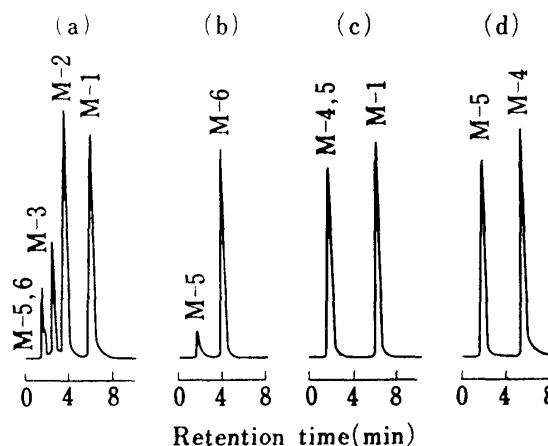 (a) (b) (c) (d)
M-5,6 M-3 M-2 M-1
M-5 M-6
M-4,5 M-1
M-5 M-4
0 4 8 0 4 8 0 4 8 0 4 8
Retention time(min)